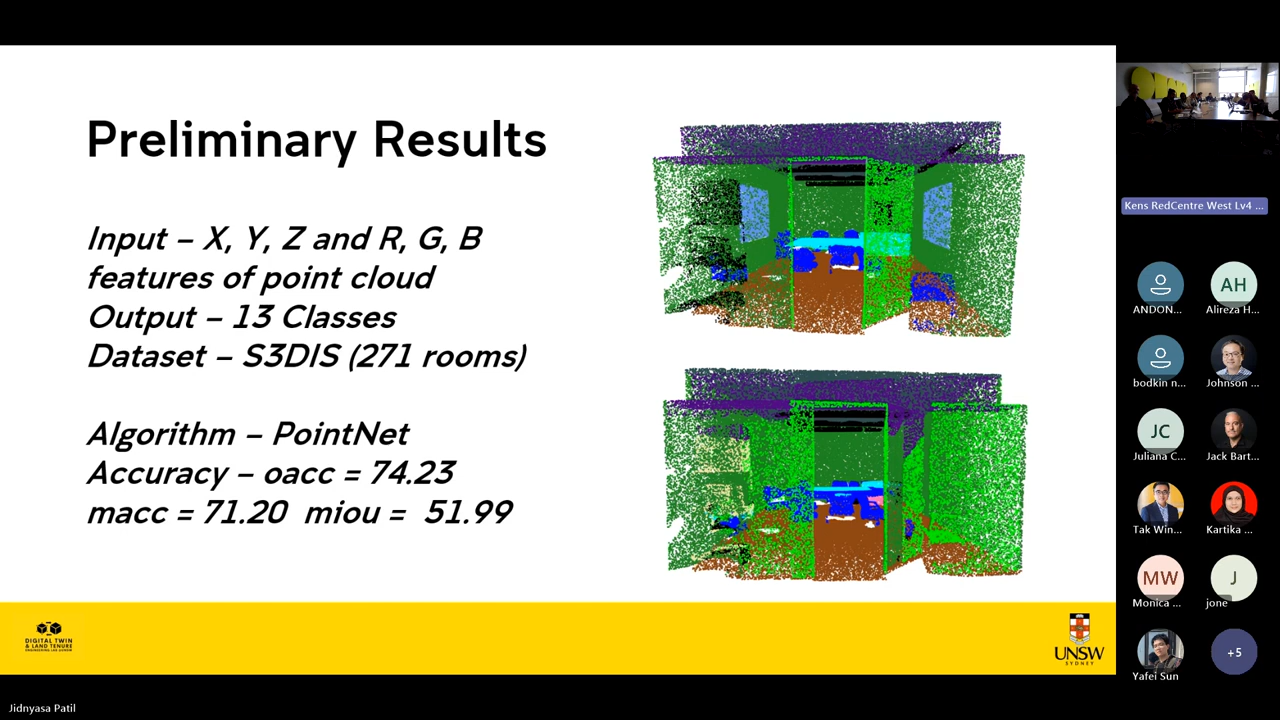 Preliminary Results
Input – X, Y, Z and R, G, B
features of point cloud
Output – 13 Classes
Dataset – S3DIS (271 rooms)
Algorithm – PointNet
Accuracy – oacc = 74.23
macc = 71.20 miou = 51.99
DIGITAL TWIN
& LAND TENURE
UNSW
SYDNEY
Jidnyasa Patil
Kens RedCentre West Lv4 ...
ANDON...
AH
Alireza H...
bodkin n...
Johnson ...
JC
Juliana C...
Jack Bart...
Tak Win...
Kartika ...
MW
Monica ...
J
jone
Yafei Sun
+5